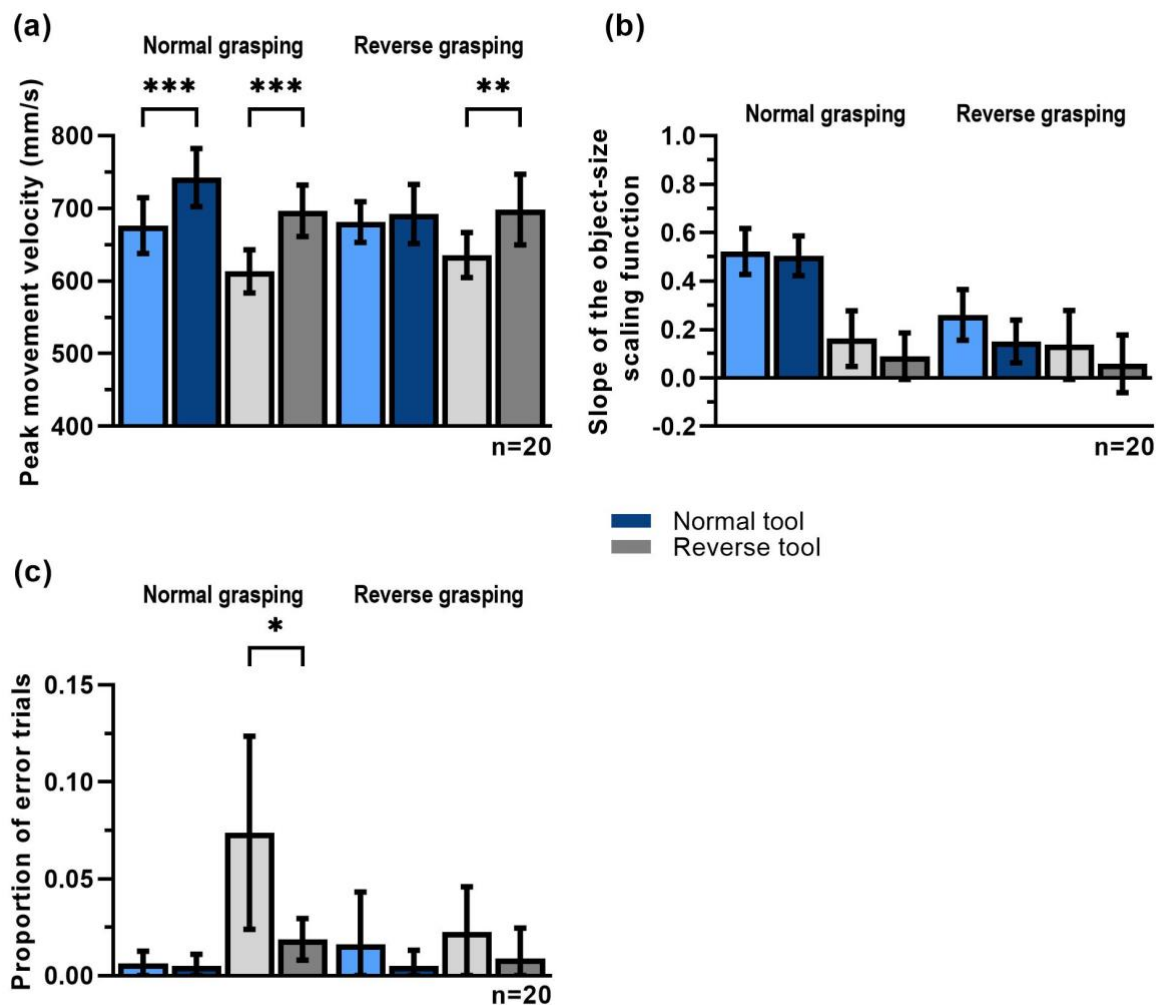 (a)
Normal grasping Reverse grasping
*** *** **
Peak movement velocity (mm/s)
800
700
600
500
400
n=20
(b)
Normal grasping Reverse grasping
Slope of the object-size
scaling function
1.0
0.8
0.6
0.4
0.2
0.0
-0.2
n=20
Normal tool
Reverse tool
(c)
Normal grasping Reverse grasping
*
Proportion of error trials
0.15
0.10
0.05
0.00
n=20